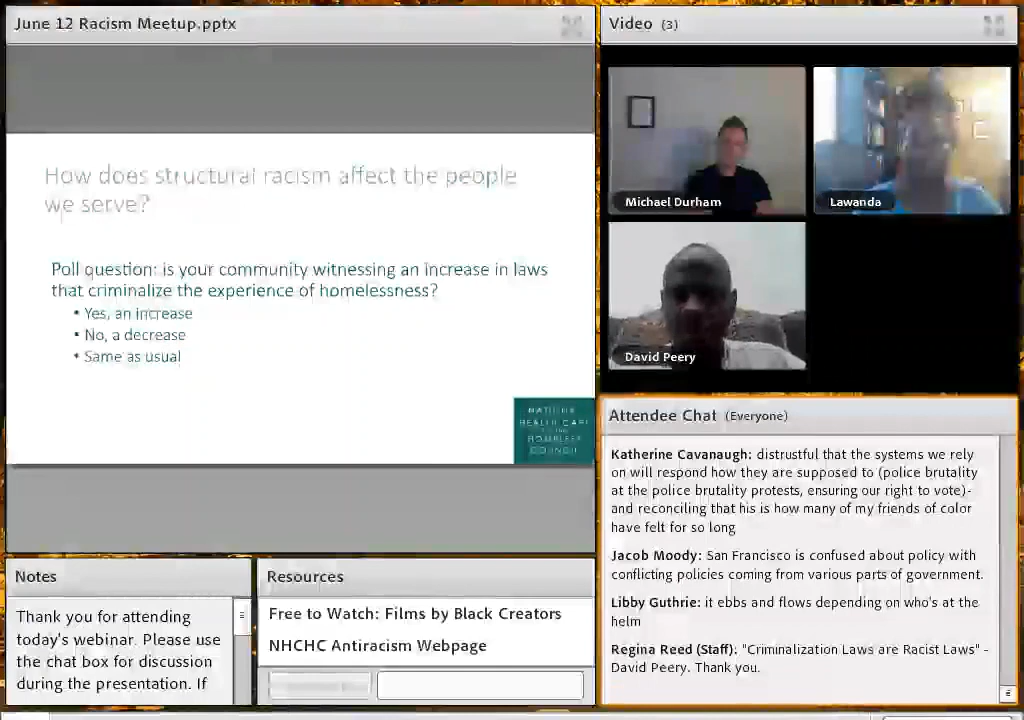 June 12 Racism Meetup.pptx
How does structural racism affect the people
we serve?
Poll question: is your community witnessing an increase in laws
that criminalize the experience of homelessness?
• Yes, an increase
• No, a decrease
• Same as usual
NATIONAL
HEALTH CARE
for the
HOMELESS
COUNCIL
Video (3)
Michael Durham
Lawanda
David Peery
Attendee Chat (Everyone)
Katherine Cavanaugh: distrustful that the systems we rely
on will respond how they are supposed to (police brutality
at the police brutality protests, ensuring our right to vote)-
and reconciling that his is how many of my friends of color
have felt for so long
Jacob Moody: San Francisco is confused about policy with
conflicting policies coming from various parts of government.
Libby Guthrie: it ebbs and flows depending on who's at the
helm
Regina Reed (Staff): "Criminalization Laws are Racist Laws" -
David Peery. Thank you.
Notes
Thank you for attending
today's webinar. Please use
the chat box for discussion
during the presentation. If
Resources
Free to Watch: Films by Black Creators
NHCHC Antiracism Webpage